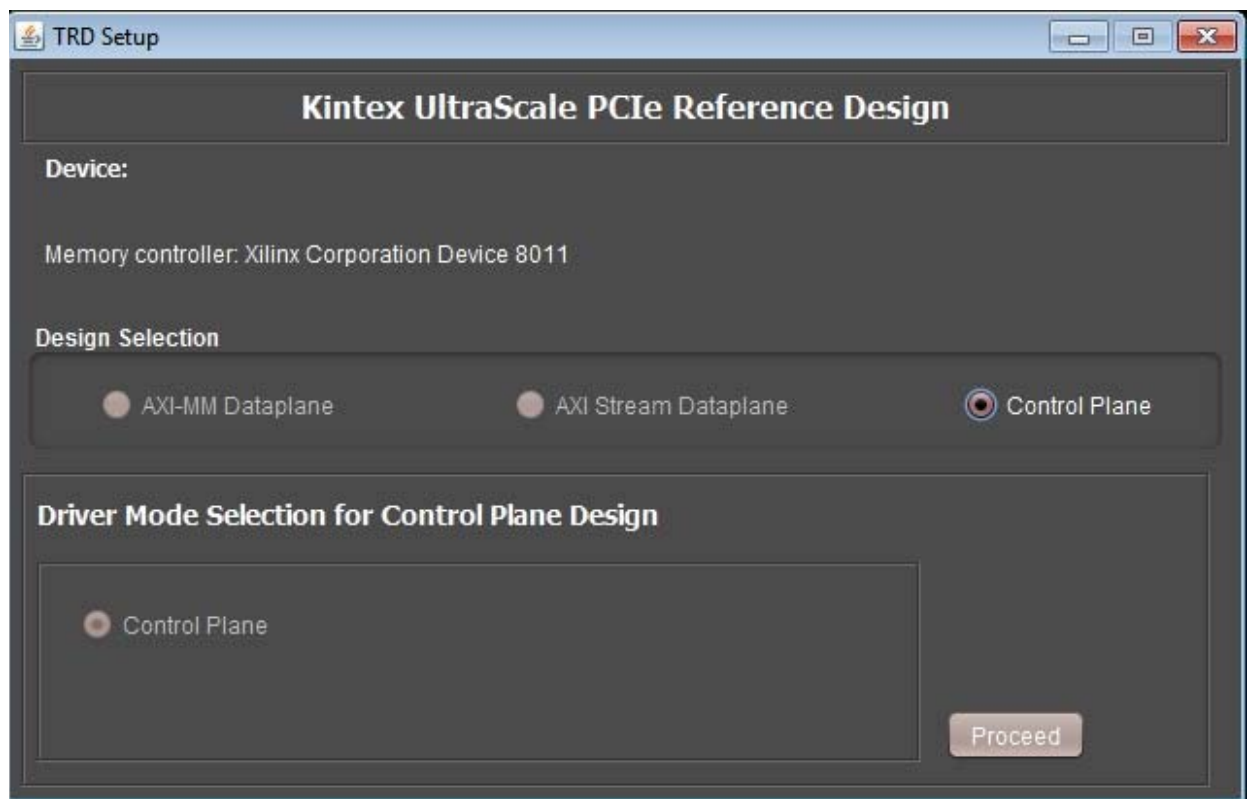 TRD Setup
Kintex UltraScale PCIe Reference Design
Device:
Memory controller: Xilinx Corporation Device 8011
Design Selection
AXI-MM Dataplane AXI Stream Dataplane Control Plane
Driver Mode Selection for Control Plane Design
Control Plane
Proceed